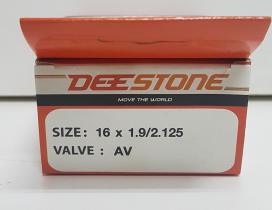 DEESTONE
MOVE THE WORLD
SIZE: 16 x 1.9/2.125
VALVE : AV